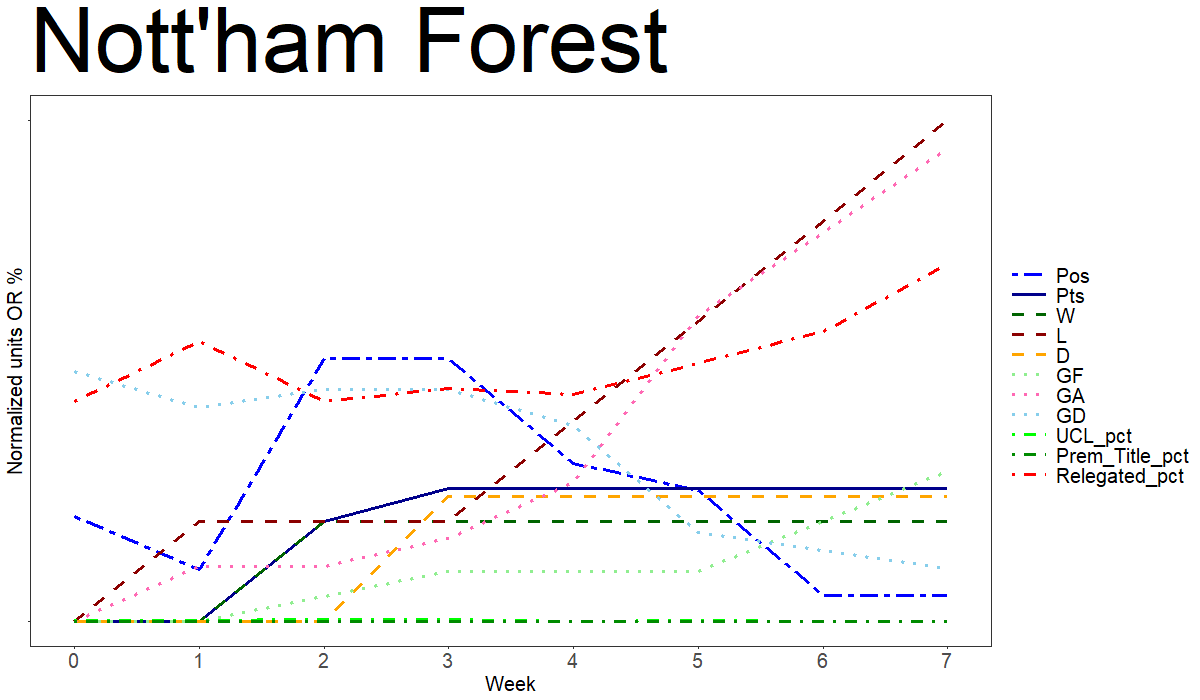 Nott'ham Forest
Normalized units OR %
Pos
Pts
W
L
D
GF
GA
GD
UCL_pct
Prem_Title_pct
Relegated_pct
0 1 2 3 4 5 6 7
Week